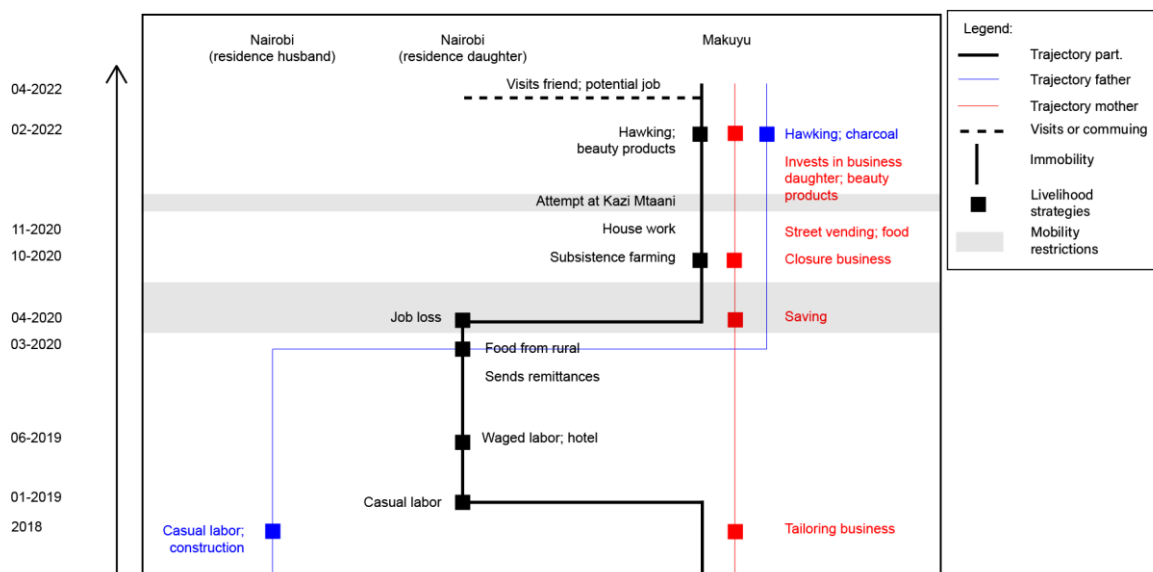 Nairobi
(residence husband)
Nairobi
(residence daughter)
Makuyu
04-2022
Visits friend; potential job
02-2022
Hawking;
beauty products
Hawking; charcoal
Invests in business
daughter; beauty
products
Attempt at Kazi Mtaani
11-2020
House work
Street vending; food
10-2020
Subsistence farming
Closure business
04-2020
Job loss
Saving
03-2020
Food from rural
Sends remittances
06-2019
Waged labor; hotel
01-2019
Casual labor
2018
Casual labor;
construction
Tailoring business
Legend:
Trajectory part.
Trajectory father
Trajectory mother
Visits or commuing
Immobility
Livelihood
strategies
Mobility
restrictions